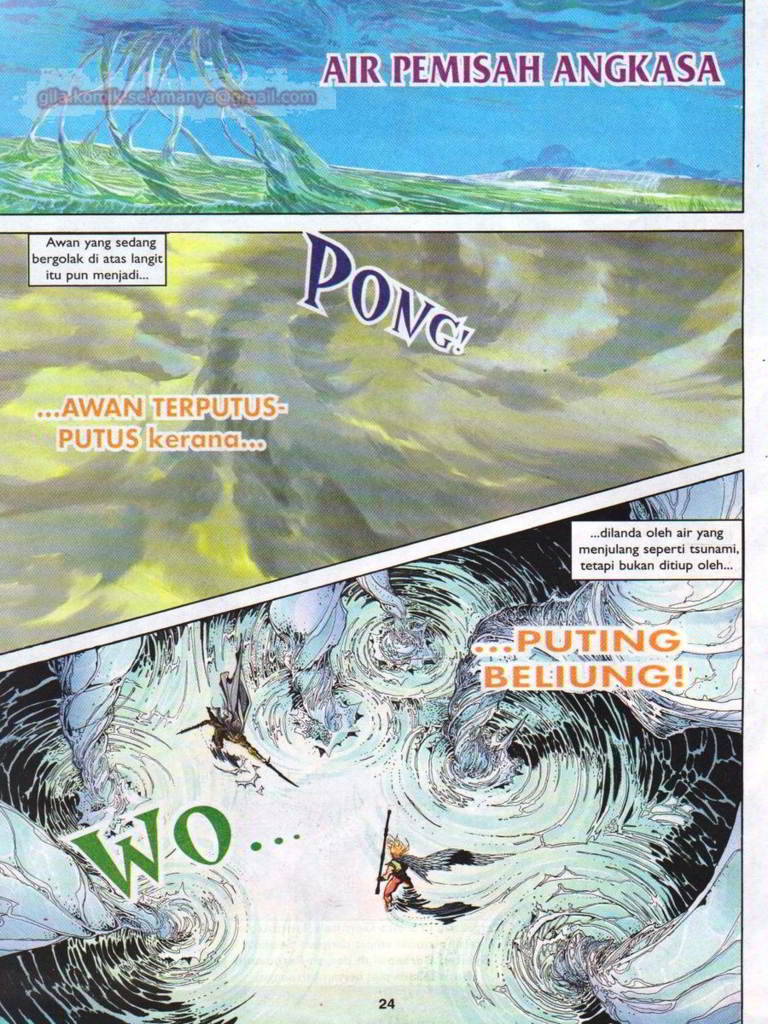 AIR PEMISAH ANGKASA
gila.komik.selamanya@gmail.com
Awan yang sedang
bergolak di atas langit
itu pun menjadi...
PONG!
...AWAN TERPUTUS-
PUTUS kerana...
...dilanda oleh air yang
menjulang seperti tsunami,
tetapi bukan ditiup oleh...
...PUTING
BELIUNG!
WO...
24